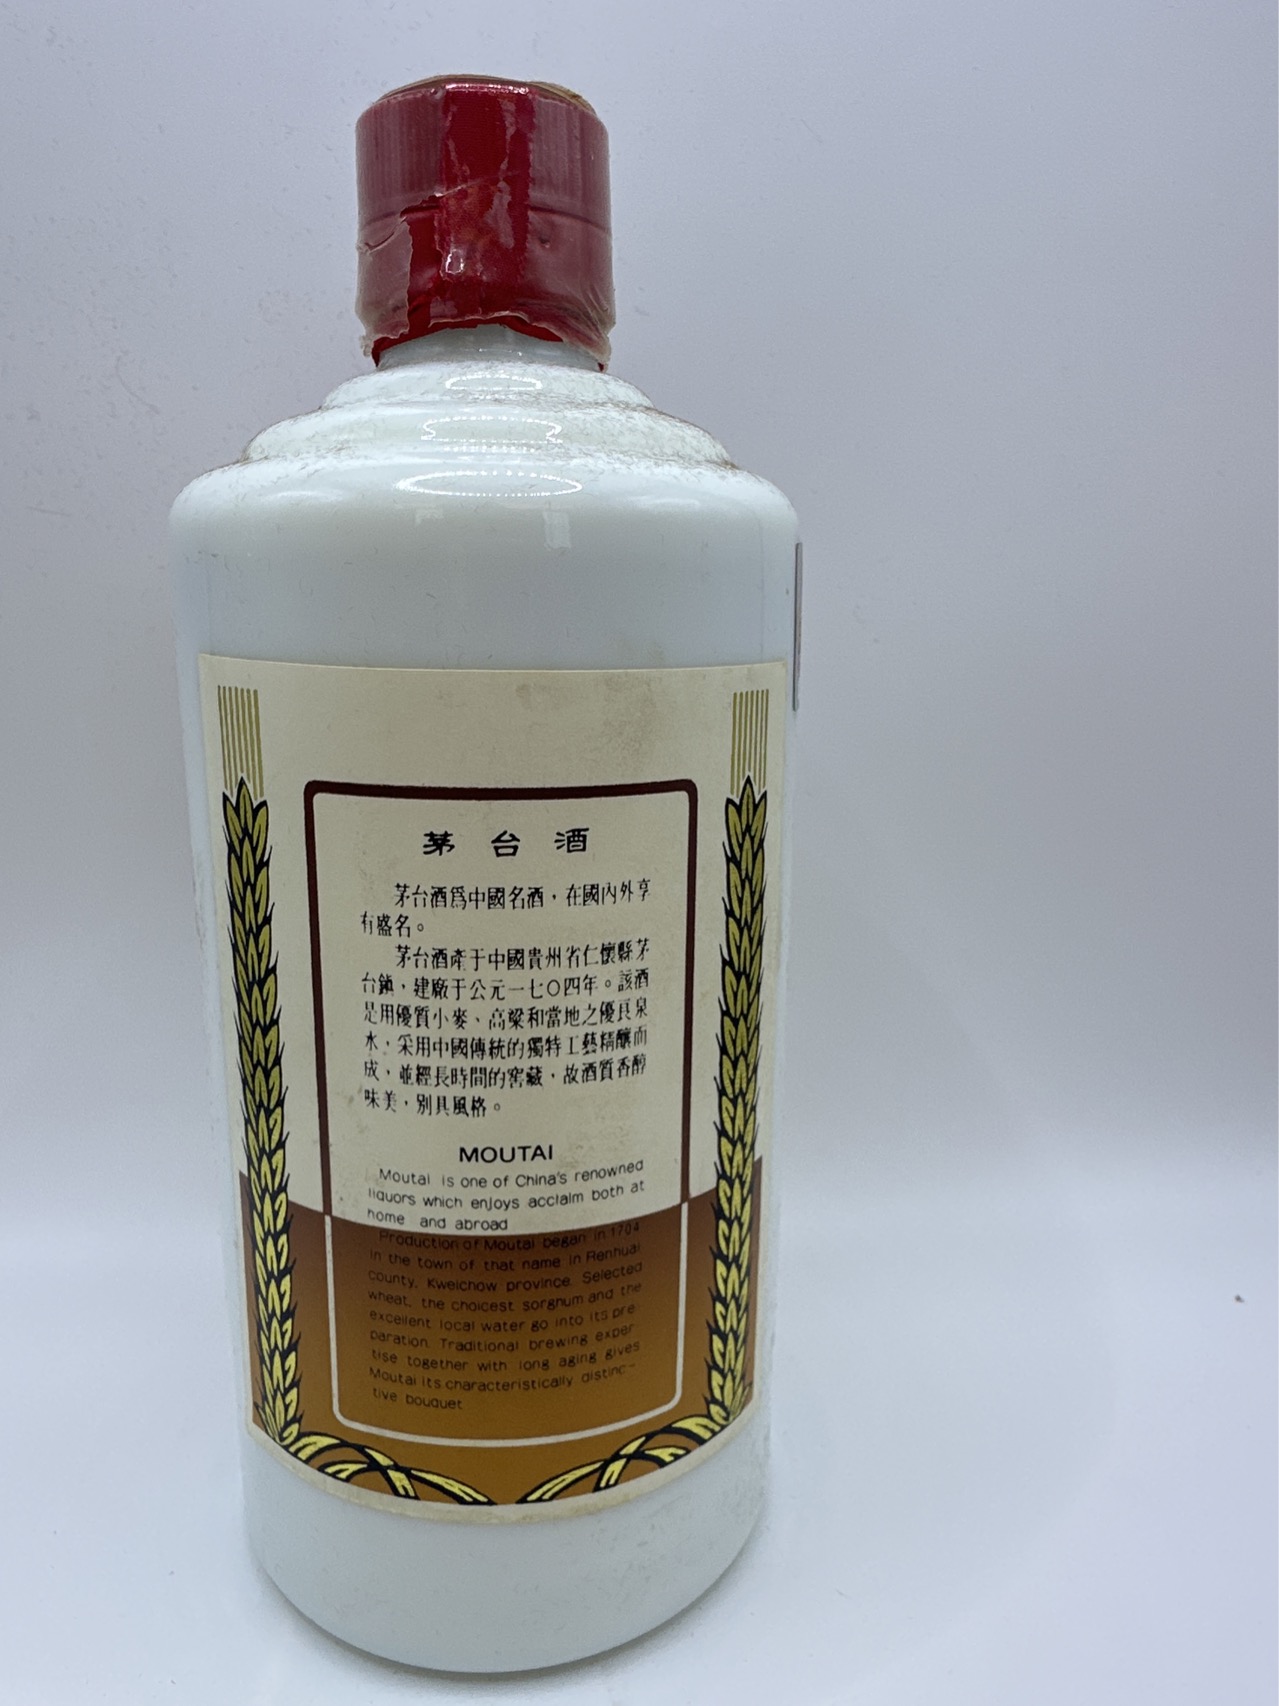 茅台酒
茅台酒爲中國名酒，在國內外享
有盛名。
茅台酒產于中國貴州省仁懷縣茅
台鎮，建廠于公元一七〇四年。該酒
是用優質小麥、高粱和當地之優良泉
水，采用中國傳統的獨特工藝精釀而
成，並經長時間的窖藏，故酒質香醇
味美，別具風格。
MOUTAI
Moutai is one of China's renowned
liquors which enjoys acclaim both at
home and abroad
Production of Moutai began in 1704
in the town of that name in Renhuai
county, Kweichow province. Selected
wheat, the choicest sorghum and the
excellent local water go into its pre
paration. Traditional brewing exper
tise together with long aging gives
Moutai its characteristically distinc-
tive bouquet